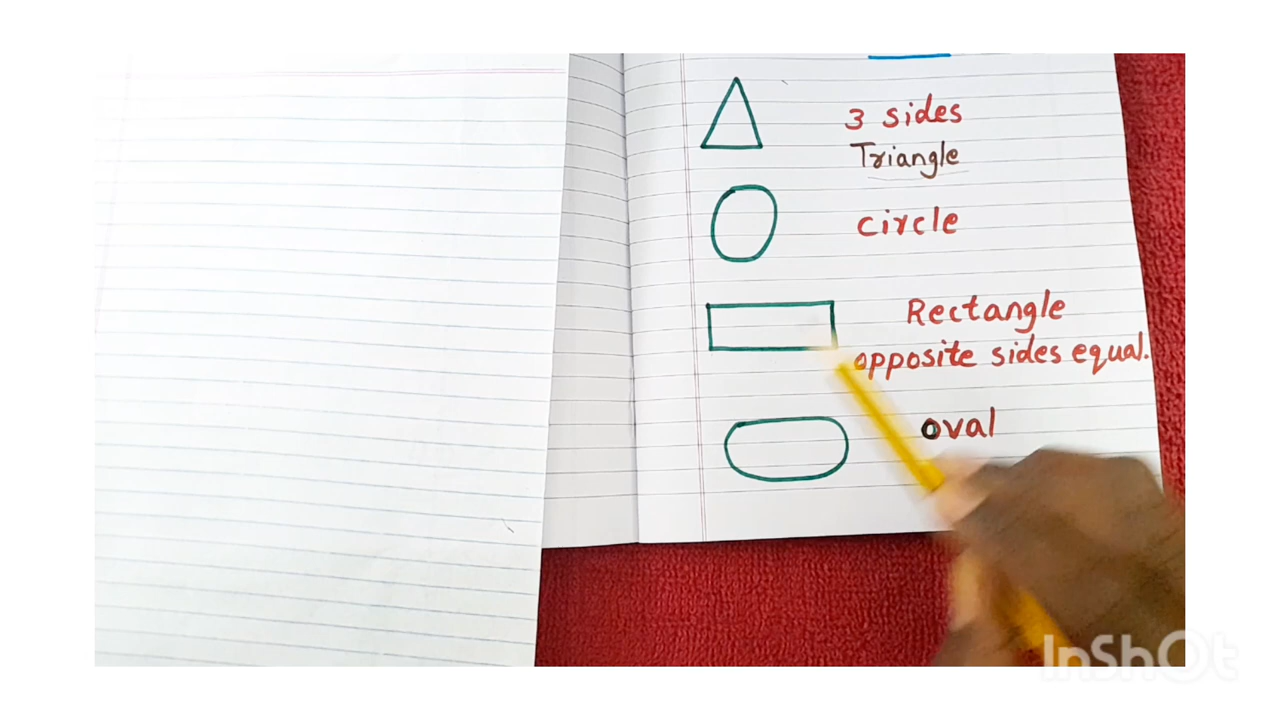 3 sides
Triangle
circle
Rectangle
opposite sides equal.
oval
InShOt